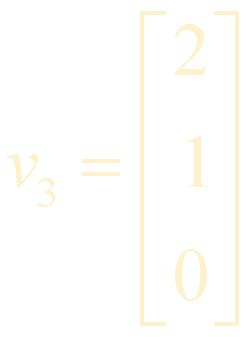 v₃ = [2
1
0]